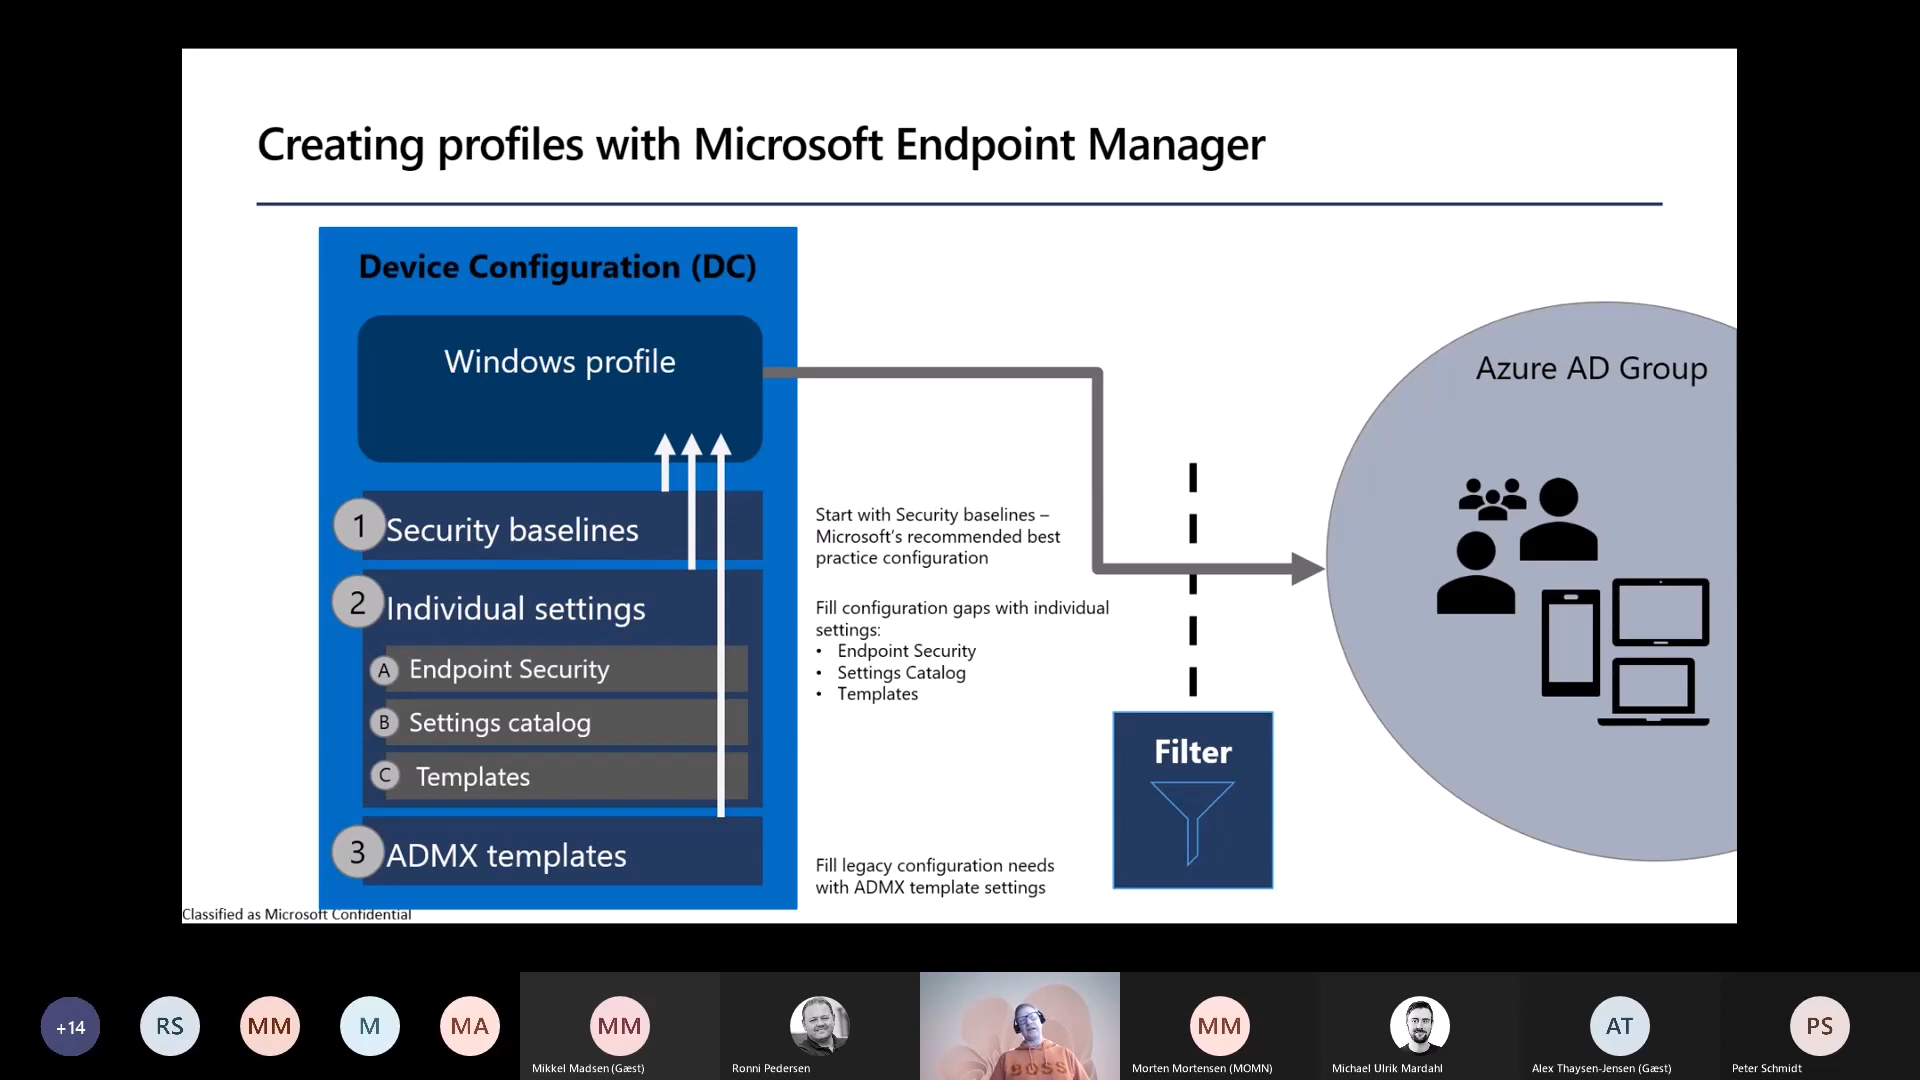 Creating profiles with Microsoft Endpoint Manager
Device Configuration (DC)
Windows profile
1
Security baselines
2
Individual settings
A
Endpoint Security
B
Settings catalog
C
Templates
3
ADMX templates
Start with Security baselines –
Microsoft's recommended best
practice configuration
Fill configuration gaps with individual
settings:
• Endpoint Security
• Settings Catalog
• Templates
Fill legacy configuration needs
with ADMX template settings
Filter
Azure AD Group
Classified as Microsoft Confidential
+14
RS
MM
M
MA
MM
Mikkel Madsen (Gæst)
Ronni Pedersen
BOSS
MM
Morten Mortensen (MOMN)
Michael Ulrik Mardahl
AT
Alex Thaysen-Jensen (Gæst)
PS
Peter Schmidt